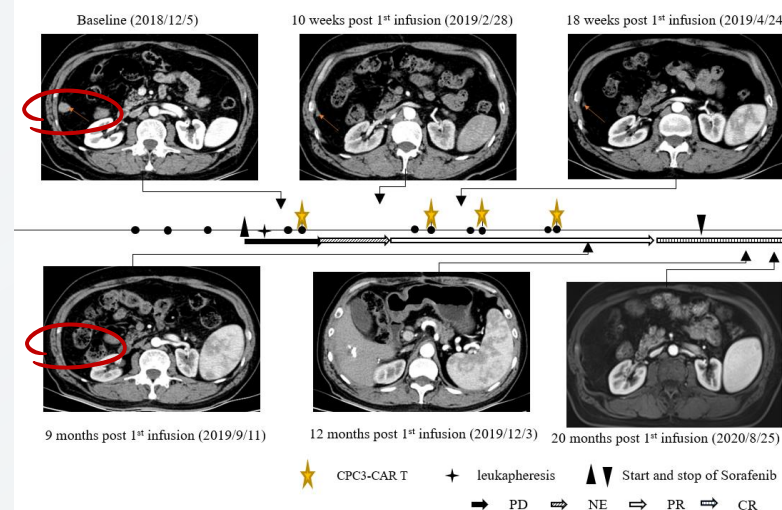 Baseline (2018/12/5)
10 weeks post 1st infusion (2019/2/28)
18 weeks post 1st infusion (2019/4/24
9 months post 1st infusion (2019/9/11)
12 months post 1st infusion (2019/12/3)
20 months post 1st infusion (2020/8/25)
CPC3-CAR T
leukapheresis
Start and stop of Sorafenib
PD
NE
PR
CR